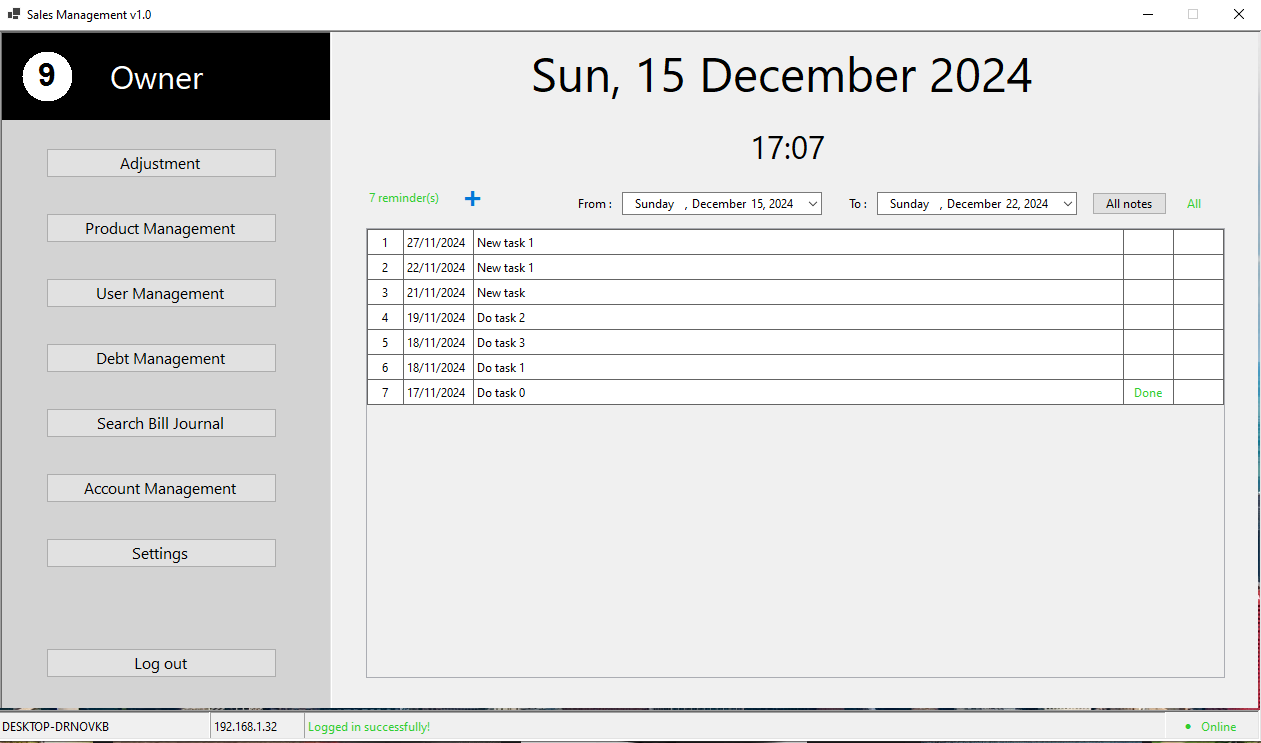 Sales Management v1.0
9 Owner
Sun, 15 December 2024
17:07
Adjustment
Product Management
User Management
Debt Management
Search Bill Journal
Account Management
Settings
Log out
7 reminder(s) + From : Sunday , December 15, 2024 To : Sunday , December 22, 2024 All notes All
1 27/11/2024 New task 1
2 22/11/2024 New task 1
3 21/11/2024 New task
4 19/11/2024 Do task 2
5 18/11/2024 Do task 3
6 18/11/2024 Do task 1
7 17/11/2024 Do task 0 Done
DESKTOP-DRNOVKB 192.168.1.32 Logged in successfully! • Online